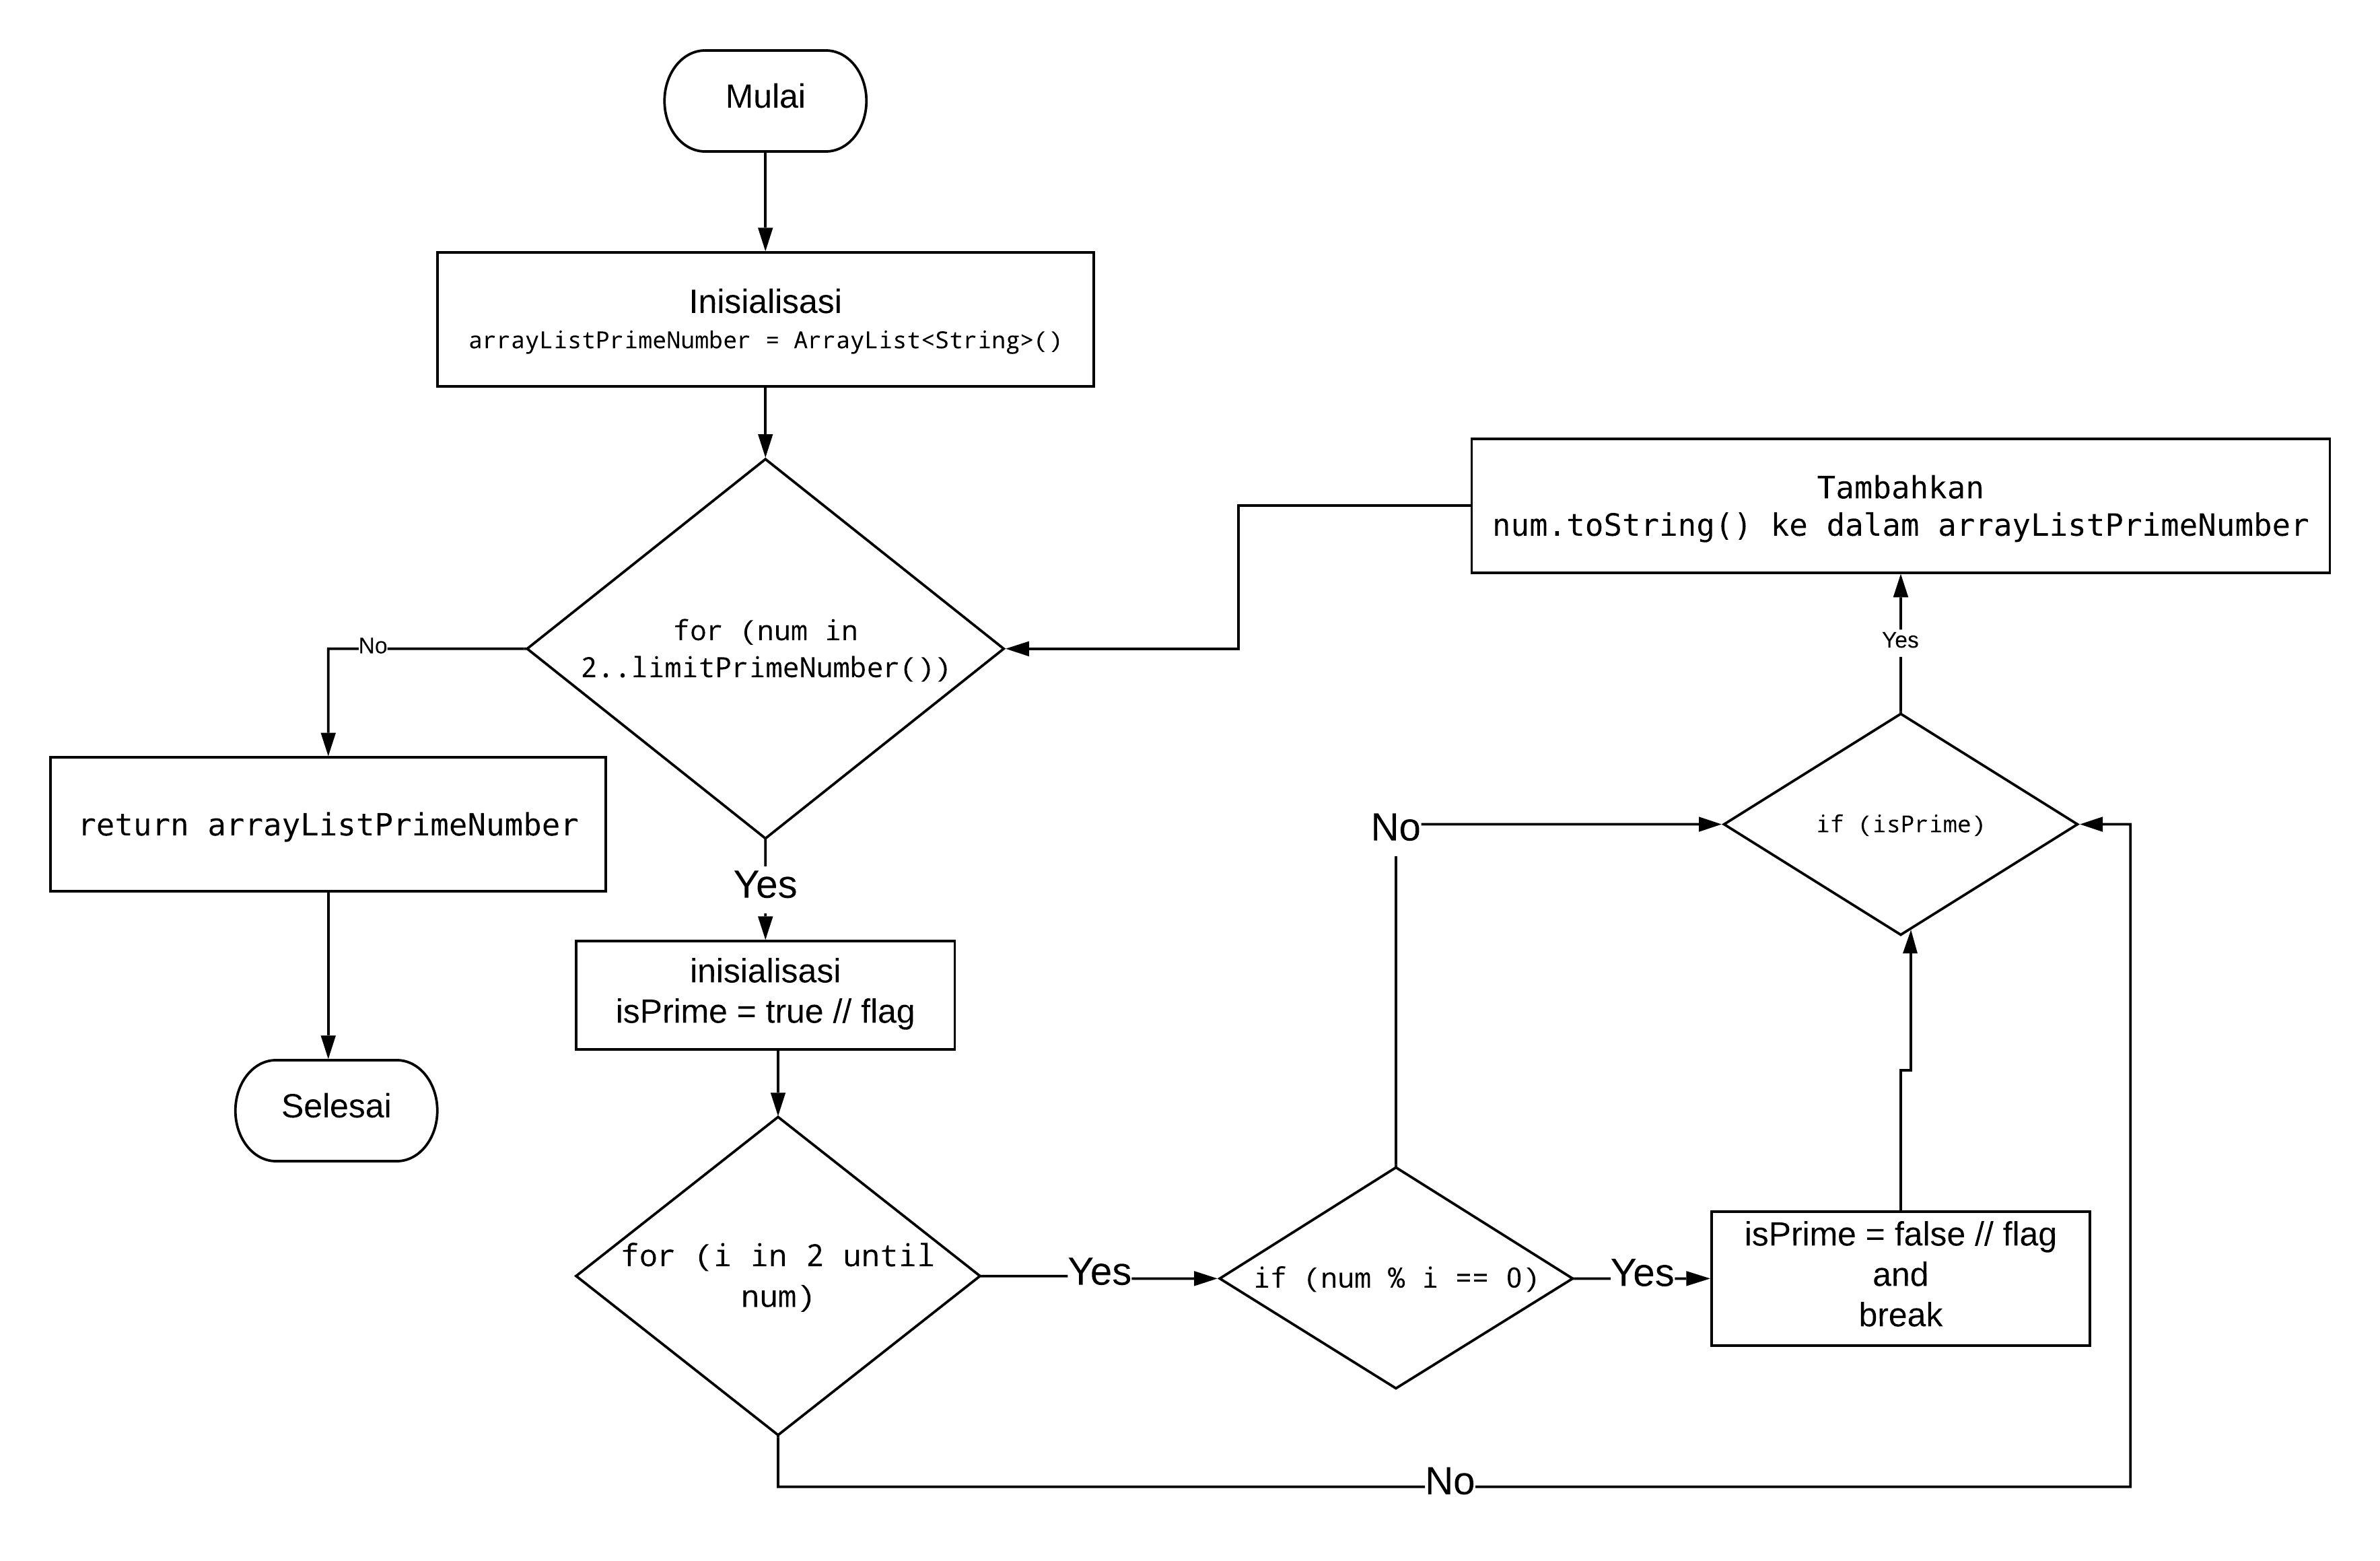 Mulai
Inisialisasi
arrayListPrimeNumber = ArrayList<String>()
Tambahkan
num.toString() ke dalam arrayListPrimeNumber
for (num in
2..limitPrimeNumber())
No
Yes
return arrayListPrimeNumber
No
if (isPrime)
Yes
inisialisasi
isPrime = true // flag
Selesai
for (i in 2 until
num)
Yes
if (num % i == 0)
Yes
isPrime = false // flag
and
break
No